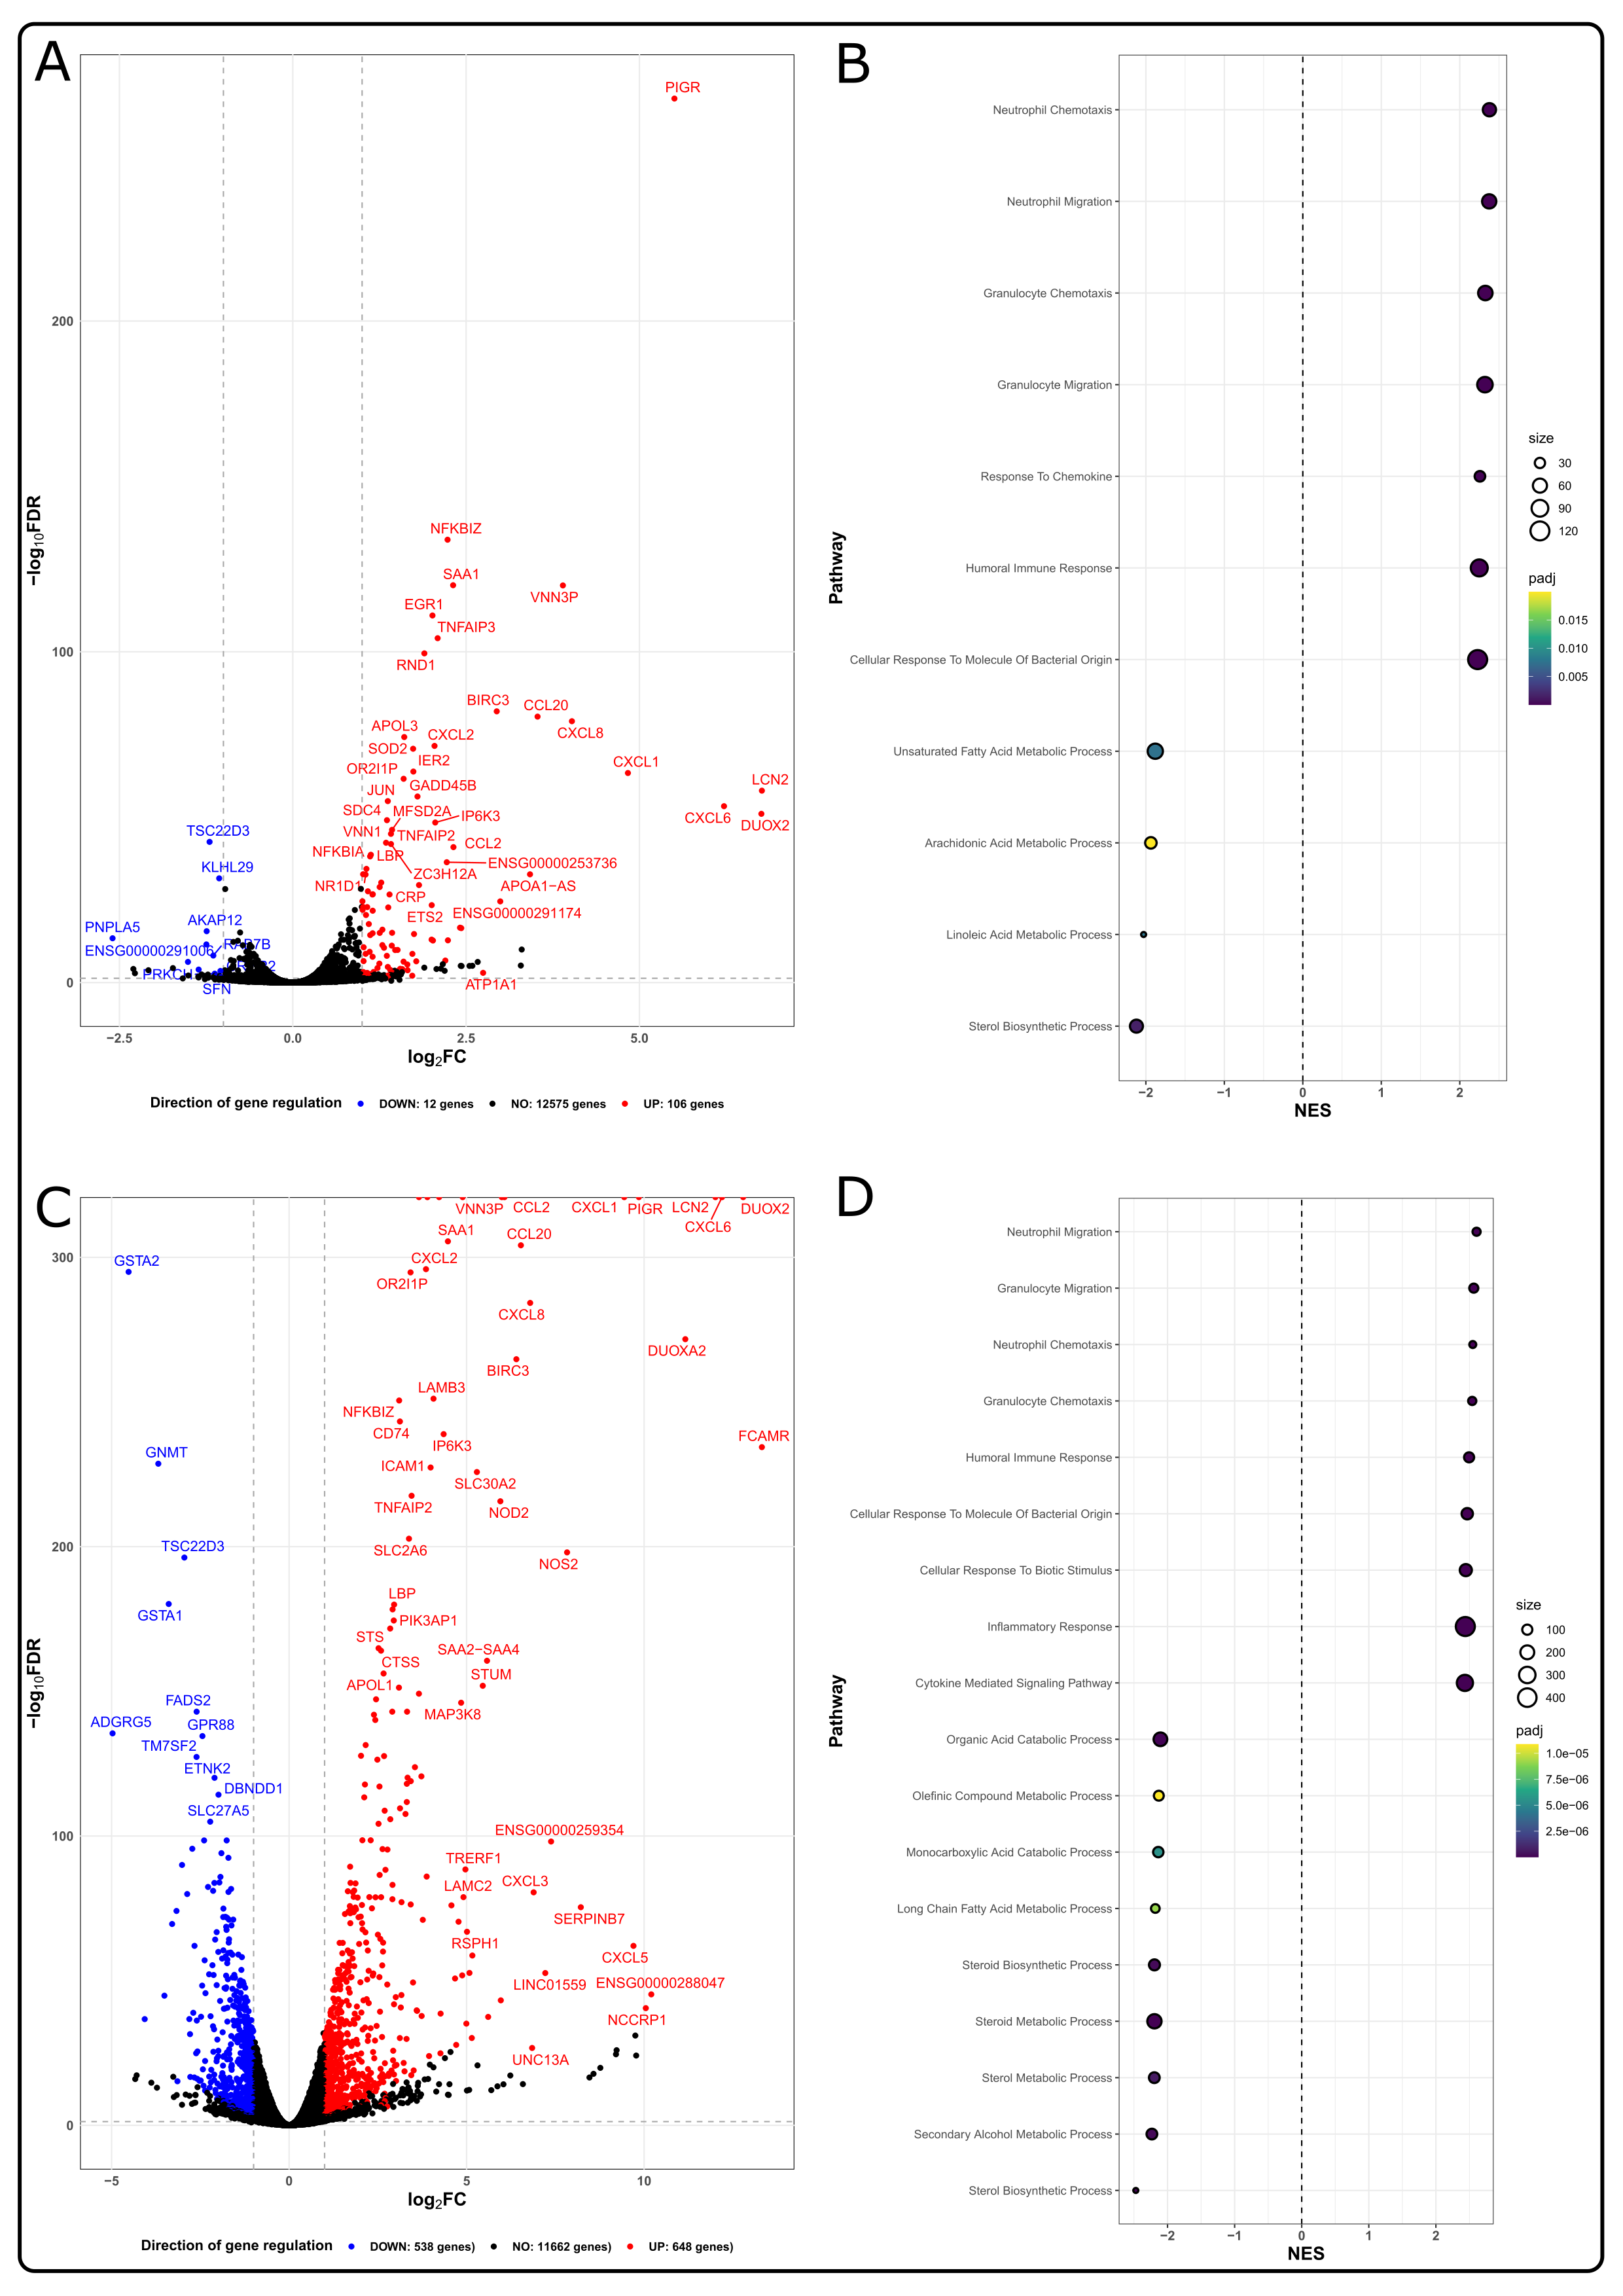 A
PIGR
NFKBIZ
SAA1
VNN3P
EGR1
TNFAIP3
RND1
BIRC3
CCL20
APOL3
CXCL2
CXCL8
SOD2
IER2
OR2I1P
CXCL1
GADD45B
LCN2
JUN
SDC4
MFSD2A
IP6K3
CXCL6
DUOX2
VNN1
TNFAIP2
TSC22D3
CCL2
NFKBIA
LBP
ENSG00000253736
KLHL29
ZC3H12A
NR1D1
APOA1−AS
CRP
ENSG00000291174
ETS2
AKAP12
PNPLA5
RAB7B
ENSG00000291006
PRKCH
SFN
ATP1A1
200
100
0
−log10FDR
−2.5
0.0
2.5
5.0
log2FC
Direction of gene regulation DOWN: 12 genes NO: 12575 genes UP: 106 genes
B
Neutrophil Chemotaxis
Neutrophil Migration
Granulocyte Chemotaxis
Granulocyte Migration
Response To Chemokine
Humoral Immune Response
Cellular Response To Molecule Of Bacterial Origin
Unsaturated Fatty Acid Metabolic Process
Arachidonic Acid Metabolic Process
Linoleic Acid Metabolic Process
Sterol Biosynthetic Process
Pathway
−2
−1
0
1
2
NES
size
30
60
90
120
padj
0.015
0.010
0.005
C
VNN3P
CCL2
CXCL1
PIGR
LCN2
DUOX2
CXCL6
SAA1
CCL20
GSTA2
CXCL2
OR2I1P
CXCL8
DUOXA2
BIRC3
LAMB3
NFKBIZ
CD74
FCAMR
IP6K3
GNMT
ICAM1
SLC30A2
TNFAIP2
NOD2
TSC22D3
SLC2A6
NOS2
LBP
GSTA1
PIK3AP1
STS
SAA2−SAA4
CTSS
STUM
APOL1
FADS2
MAP3K8
ADGRG5
GPR88
TM7SF2
ETNK2
DBNDD1
SLC27A5
ENSG00000259354
TRERF1
CXCL3
LAMC2
SERPINB7
RSPH1
CXCL5
LINC01559
ENSG00000288047
NCCRP1
UNC13A
300
200
100
0
−log10FDR
−5
0
5
10
log2FC
Direction of gene regulation DOWN: 538 genes) NO: 11662 genes) UP: 648 genes)
D
Neutrophil Migration
Granulocyte Migration
Neutrophil Chemotaxis
Granulocyte Chemotaxis
Humoral Immune Response
Cellular Response To Molecule Of Bacterial Origin
Cellular Response To Biotic Stimulus
Inflammatory Response
Cytokine Mediated Signaling Pathway
Organic Acid Catabolic Process
Olefinic Compound Metabolic Process
Monocarboxylic Acid Catabolic Process
Long Chain Fatty Acid Metabolic Process
Steroid Biosynthetic Process
Steroid Metabolic Process
Sterol Metabolic Process
Secondary Alcohol Metabolic Process
Sterol Biosynthetic Process
Pathway
−2
−1
0
1
2
NES
size
100
200
300
400
padj
1.0e−05
7.5e−06
5.0e−06
2.5e−06